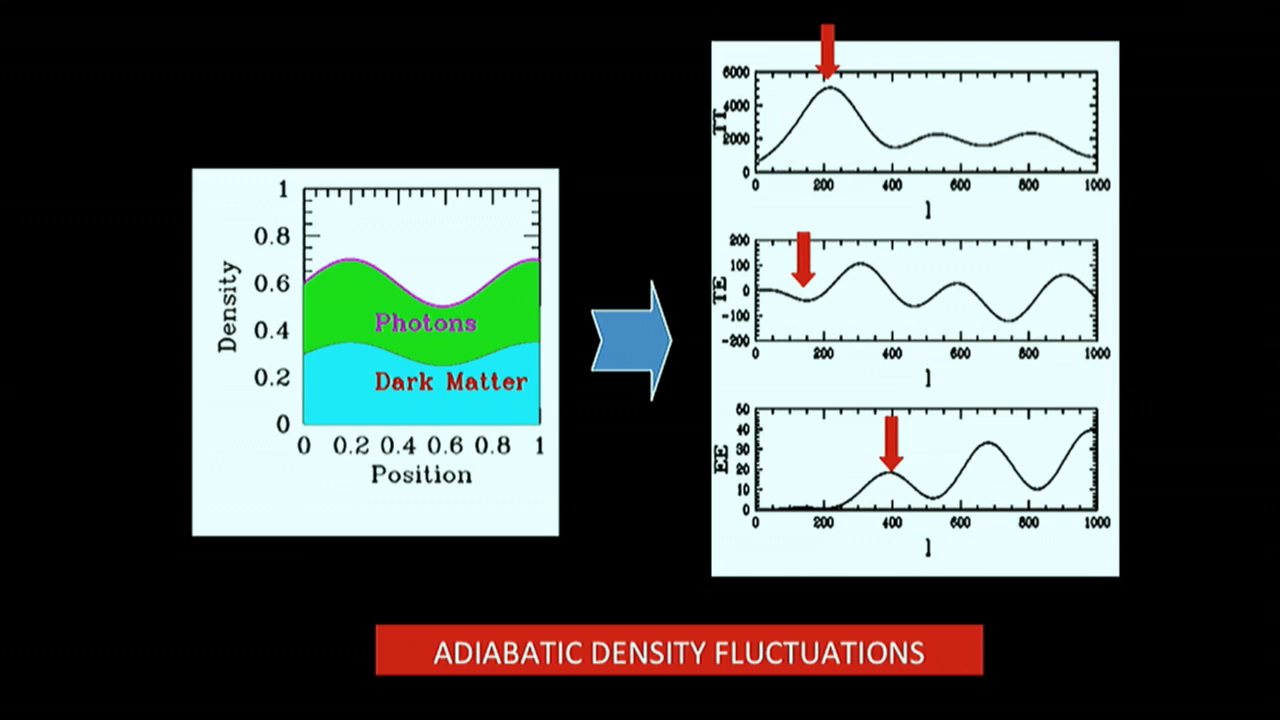 1
0.8
0.6
0.4
0.2
0
Density
Photons
Dark Matter
0 0.2 0.4 0.6 0.8 1
Position
6000
4000
2000
0
TT
0 200 400 600 800 1000
l
200
100
0
-100
-200
TE
0 200 400 600 800 1000
l
50
40
30
20
10
0
EE
0 200 400 600 800 1000
l
ADIABATIC DENSITY FLUCTUATIONS